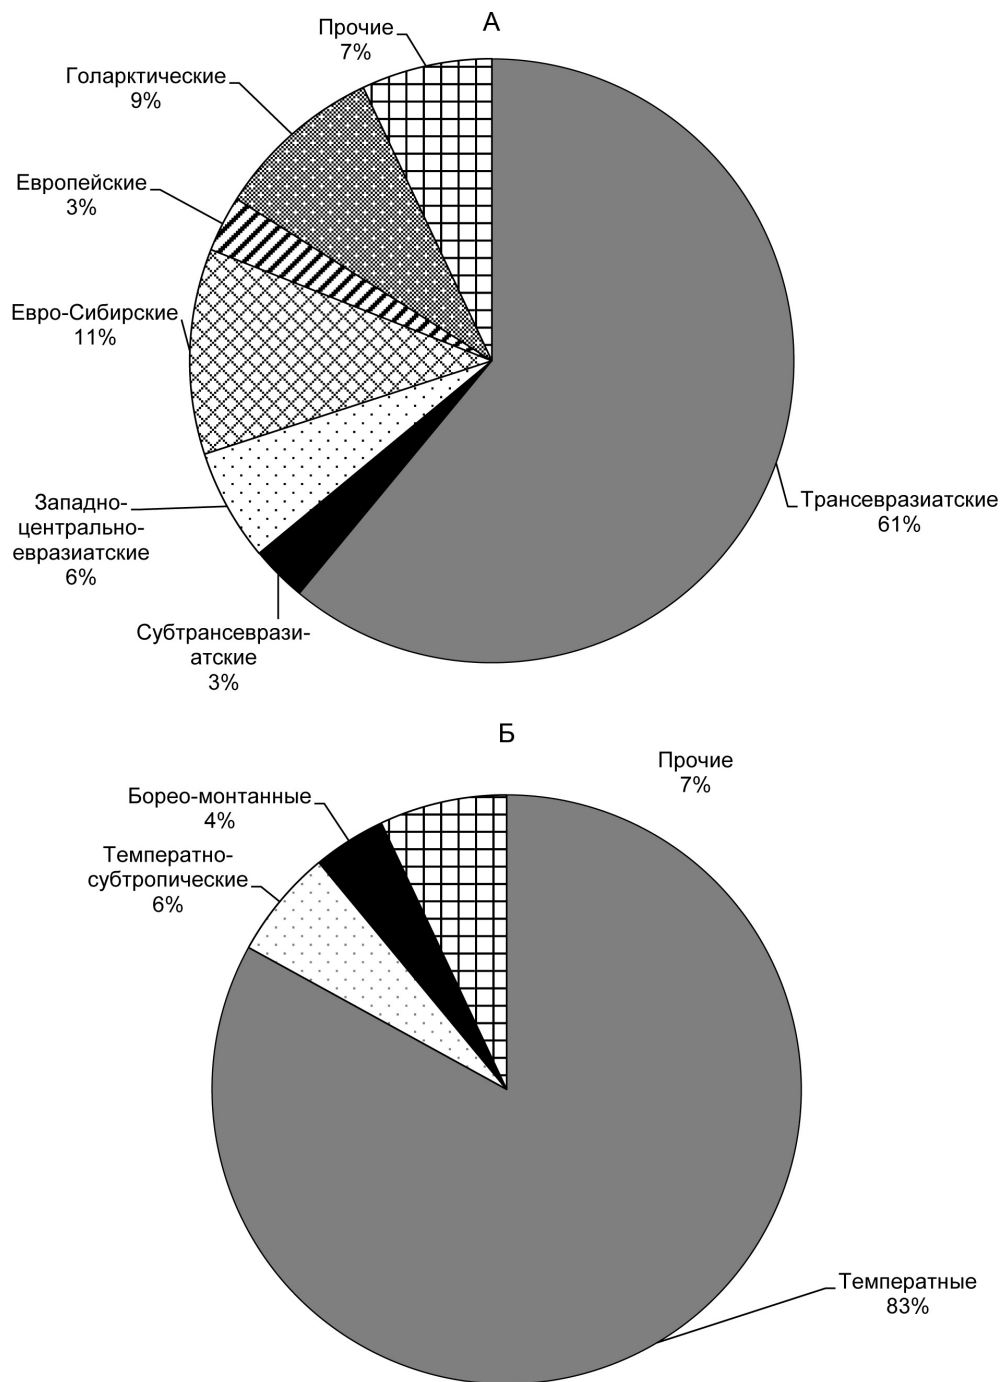 А
Прочие
7%
Голарктические
9%
Европейские
3%
Евро-Сибирские
11%
Западно-
центрально-
евразиатские
6%
Субтрансеврази-
атские
3%
Трансевразиатские
61%
Б
Прочие
7%
Борео-монтанные
4%
Температно-
субтропические
6%
Температные
83%